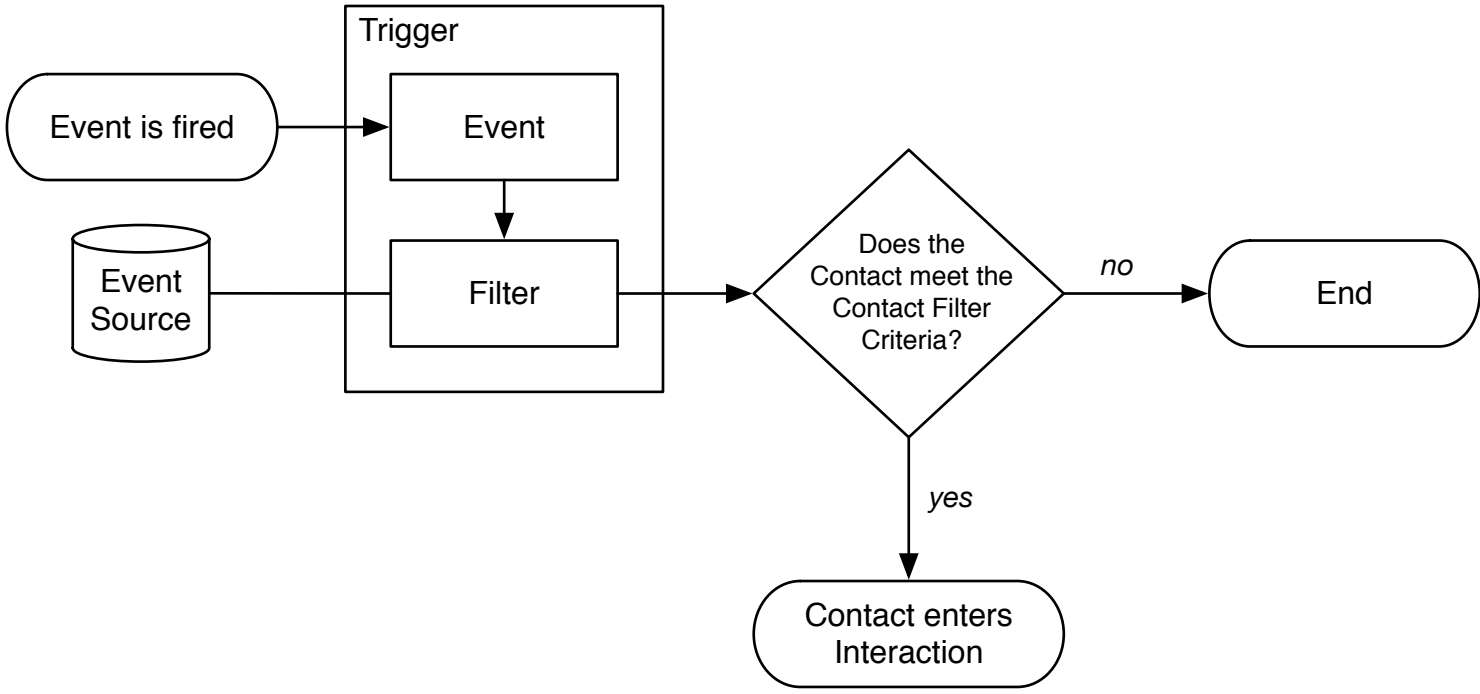 Trigger
Event is fired
Event
Event
Source
Filter
Does the
Contact meet the
Contact Filter
Criteria?
no
End
yes
Contact enters
Interaction